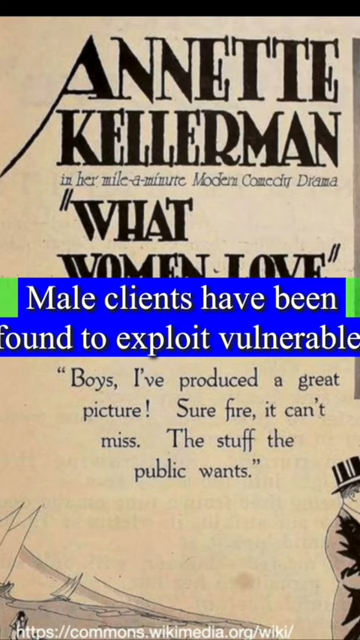 ANNETTE
KELLERMAN
in her mile-a-minute Modern Comedy Drama
"WHAT
WOMEN LOVE"
Male clients have been
found to exploit vulnerable
"Boys, I've produced a great
picture! Sure fire, it can't
miss. The stuff the
public wants."
https://commons.wikimedia.org/wiki/